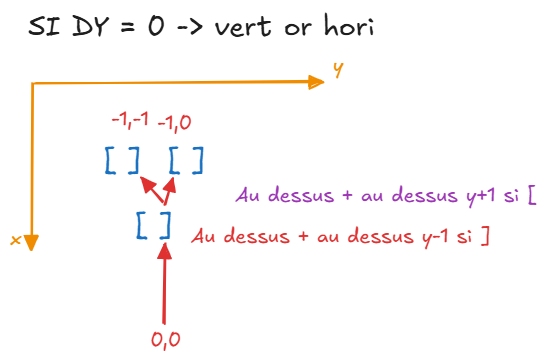 SI DY = 0 -> vert or hori
y
-1,-1 -1,0
[ ] [ ]
Au dessus + au dessus y+1 si [
[ ]
Au dessus + au dessus y-1 si ]
x
0,0